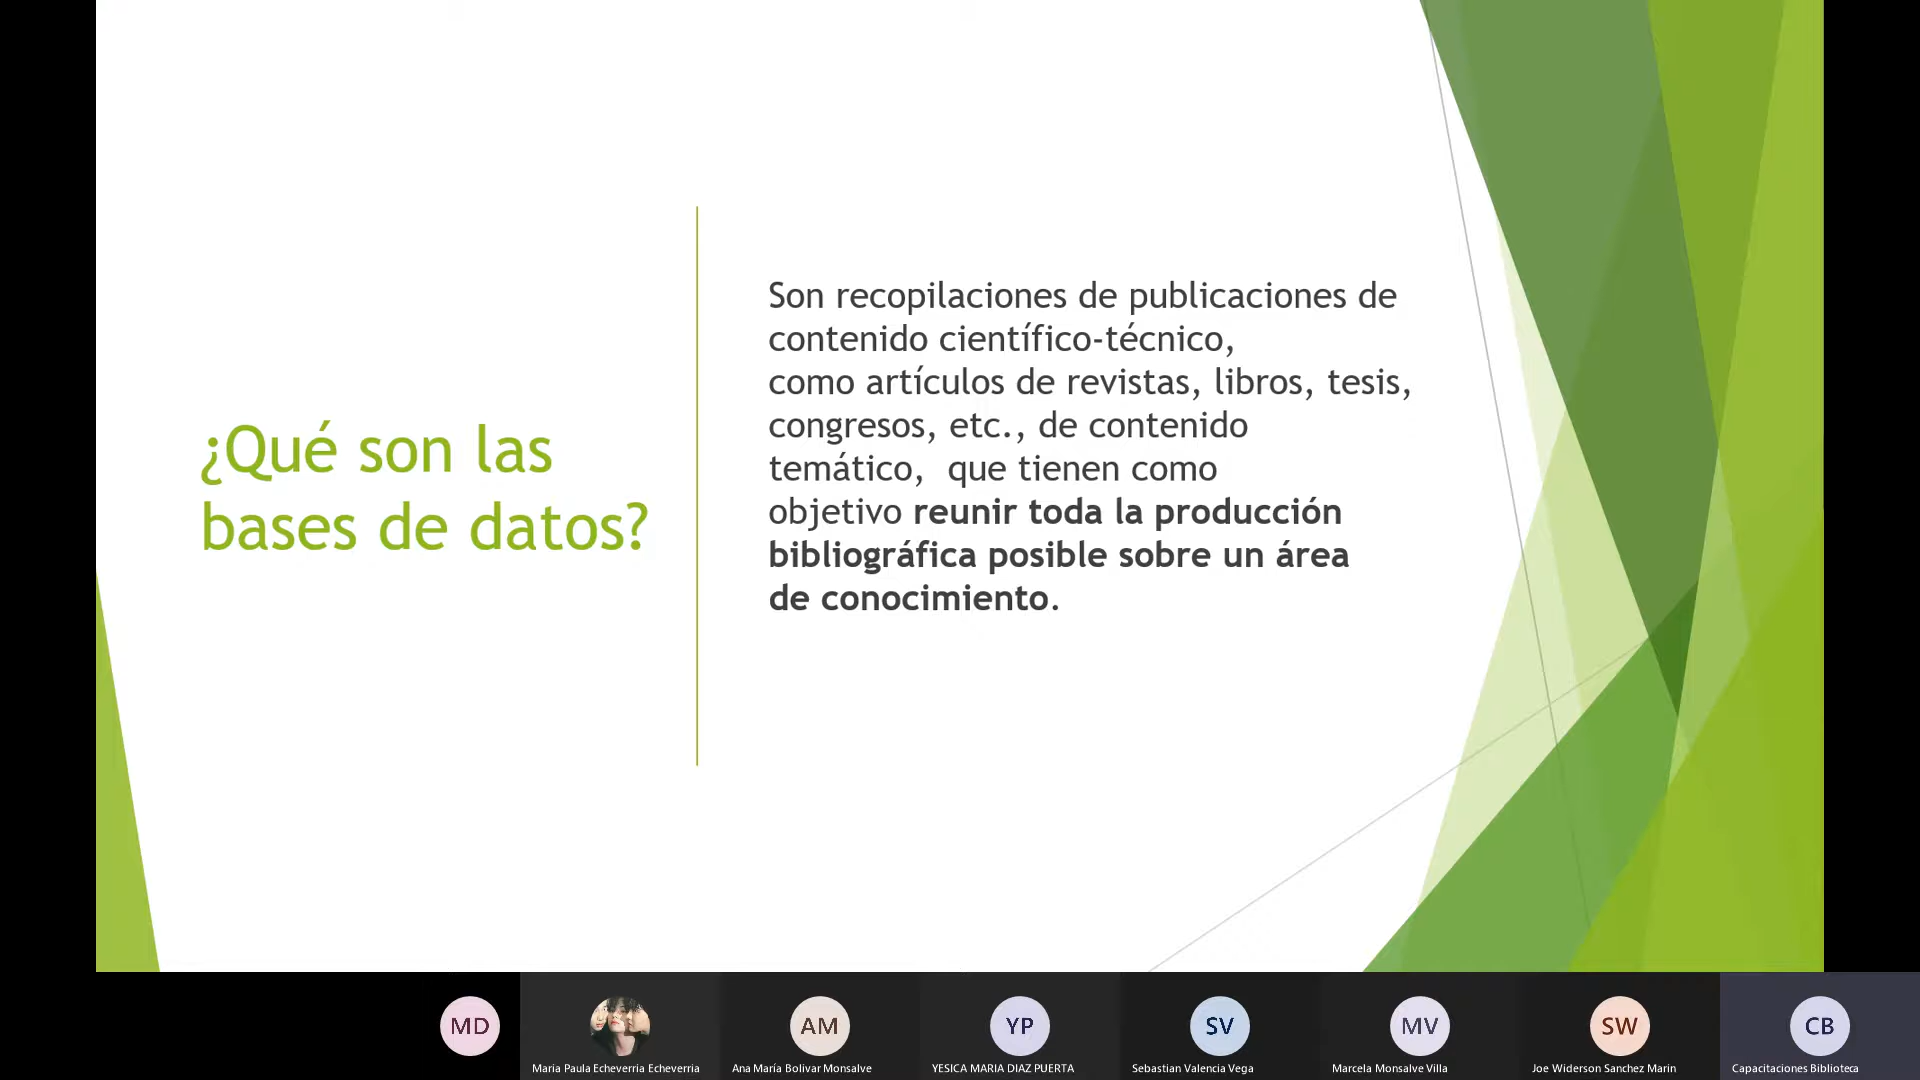 ¿Qué son las
bases de datos?
Son recopilaciones de publicaciones de
contenido científico-técnico,
como artículos de revistas, libros, tesis,
congresos, etc., de contenido
temático,  que tienen como
objetivo reunir toda la producción
bibliográfica posible sobre un área
de conocimiento.
MD
AM
YP
SV
MV
SW
CB
Maria Paula Echeverria Echeverria
Ana María Bolivar Monsalve
YESICA MARIA DIAZ PUERTA
Sebastian Valencia Vega
Marcela Monsalve Villa
Joe Widerson Sanchez Marin
Capacitaciones Biblioteca